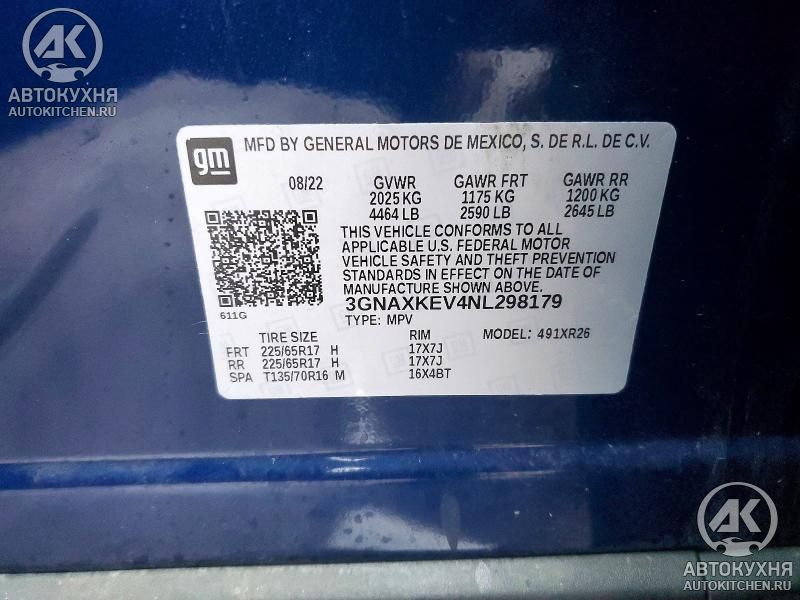 АК
АВТОКУХНЯ
AUTOKITCHEN.RU
gm
MFD BY GENERAL MOTORS DE MEXICO, S. DE R.L. DE C.V.
08/22 GVWR GAWR FRT GAWR RR
2025 KG 1175 KG 1200 KG
4464 LB 2590 LB 2645 LB
THIS VEHICLE CONFORMS TO ALL
APPLICABLE U.S. FEDERAL MOTOR
VEHICLE SAFETY AND THEFT PREVENTION
STANDARDS IN EFFECT ON THE DATE OF
MANUFACTURE SHOWN ABOVE.
611G
3GNAXKEV4NL298179
TYPE: MPV
TIRE SIZE RIM MODEL: 491XR26
FRT 225/65R17 H 17X7J
RR 225/65R17 H 17X7J
SPA T135/70R16 M 16X4BT
АК
АВТОКУХНЯ
AUTOKITCHEN.RU